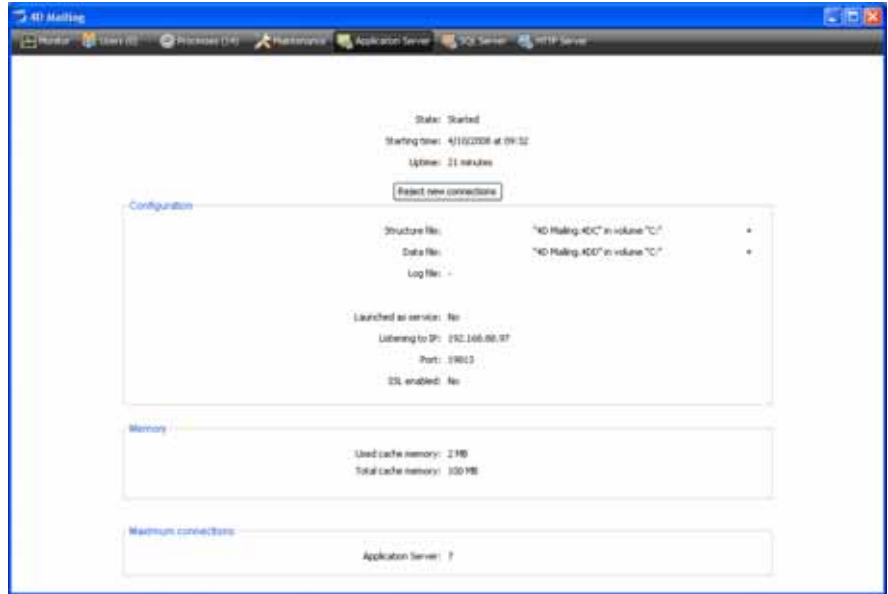 4D Mailing
Monitor Users (0) Processes (14) Maintenance Application Server SQL Server HTTP Server
State: Started
Starting time: 4/10/2008 at 09:52
Uptime: 21 minutes
Reject new connections
Configuration
Structure file: "4D Mailing.4DC" in volume "C:"
Data file: "4D Mailing.4DD" in volume "C:"
Log file: -
Launched as service: No
Listening to IP: 192.168.88.97
Port: 19813
SSL enabled: No
Memory
Used cache memory: 2 MB
Total cache memory: 100 MB
Maximum connections
Application Server: 7